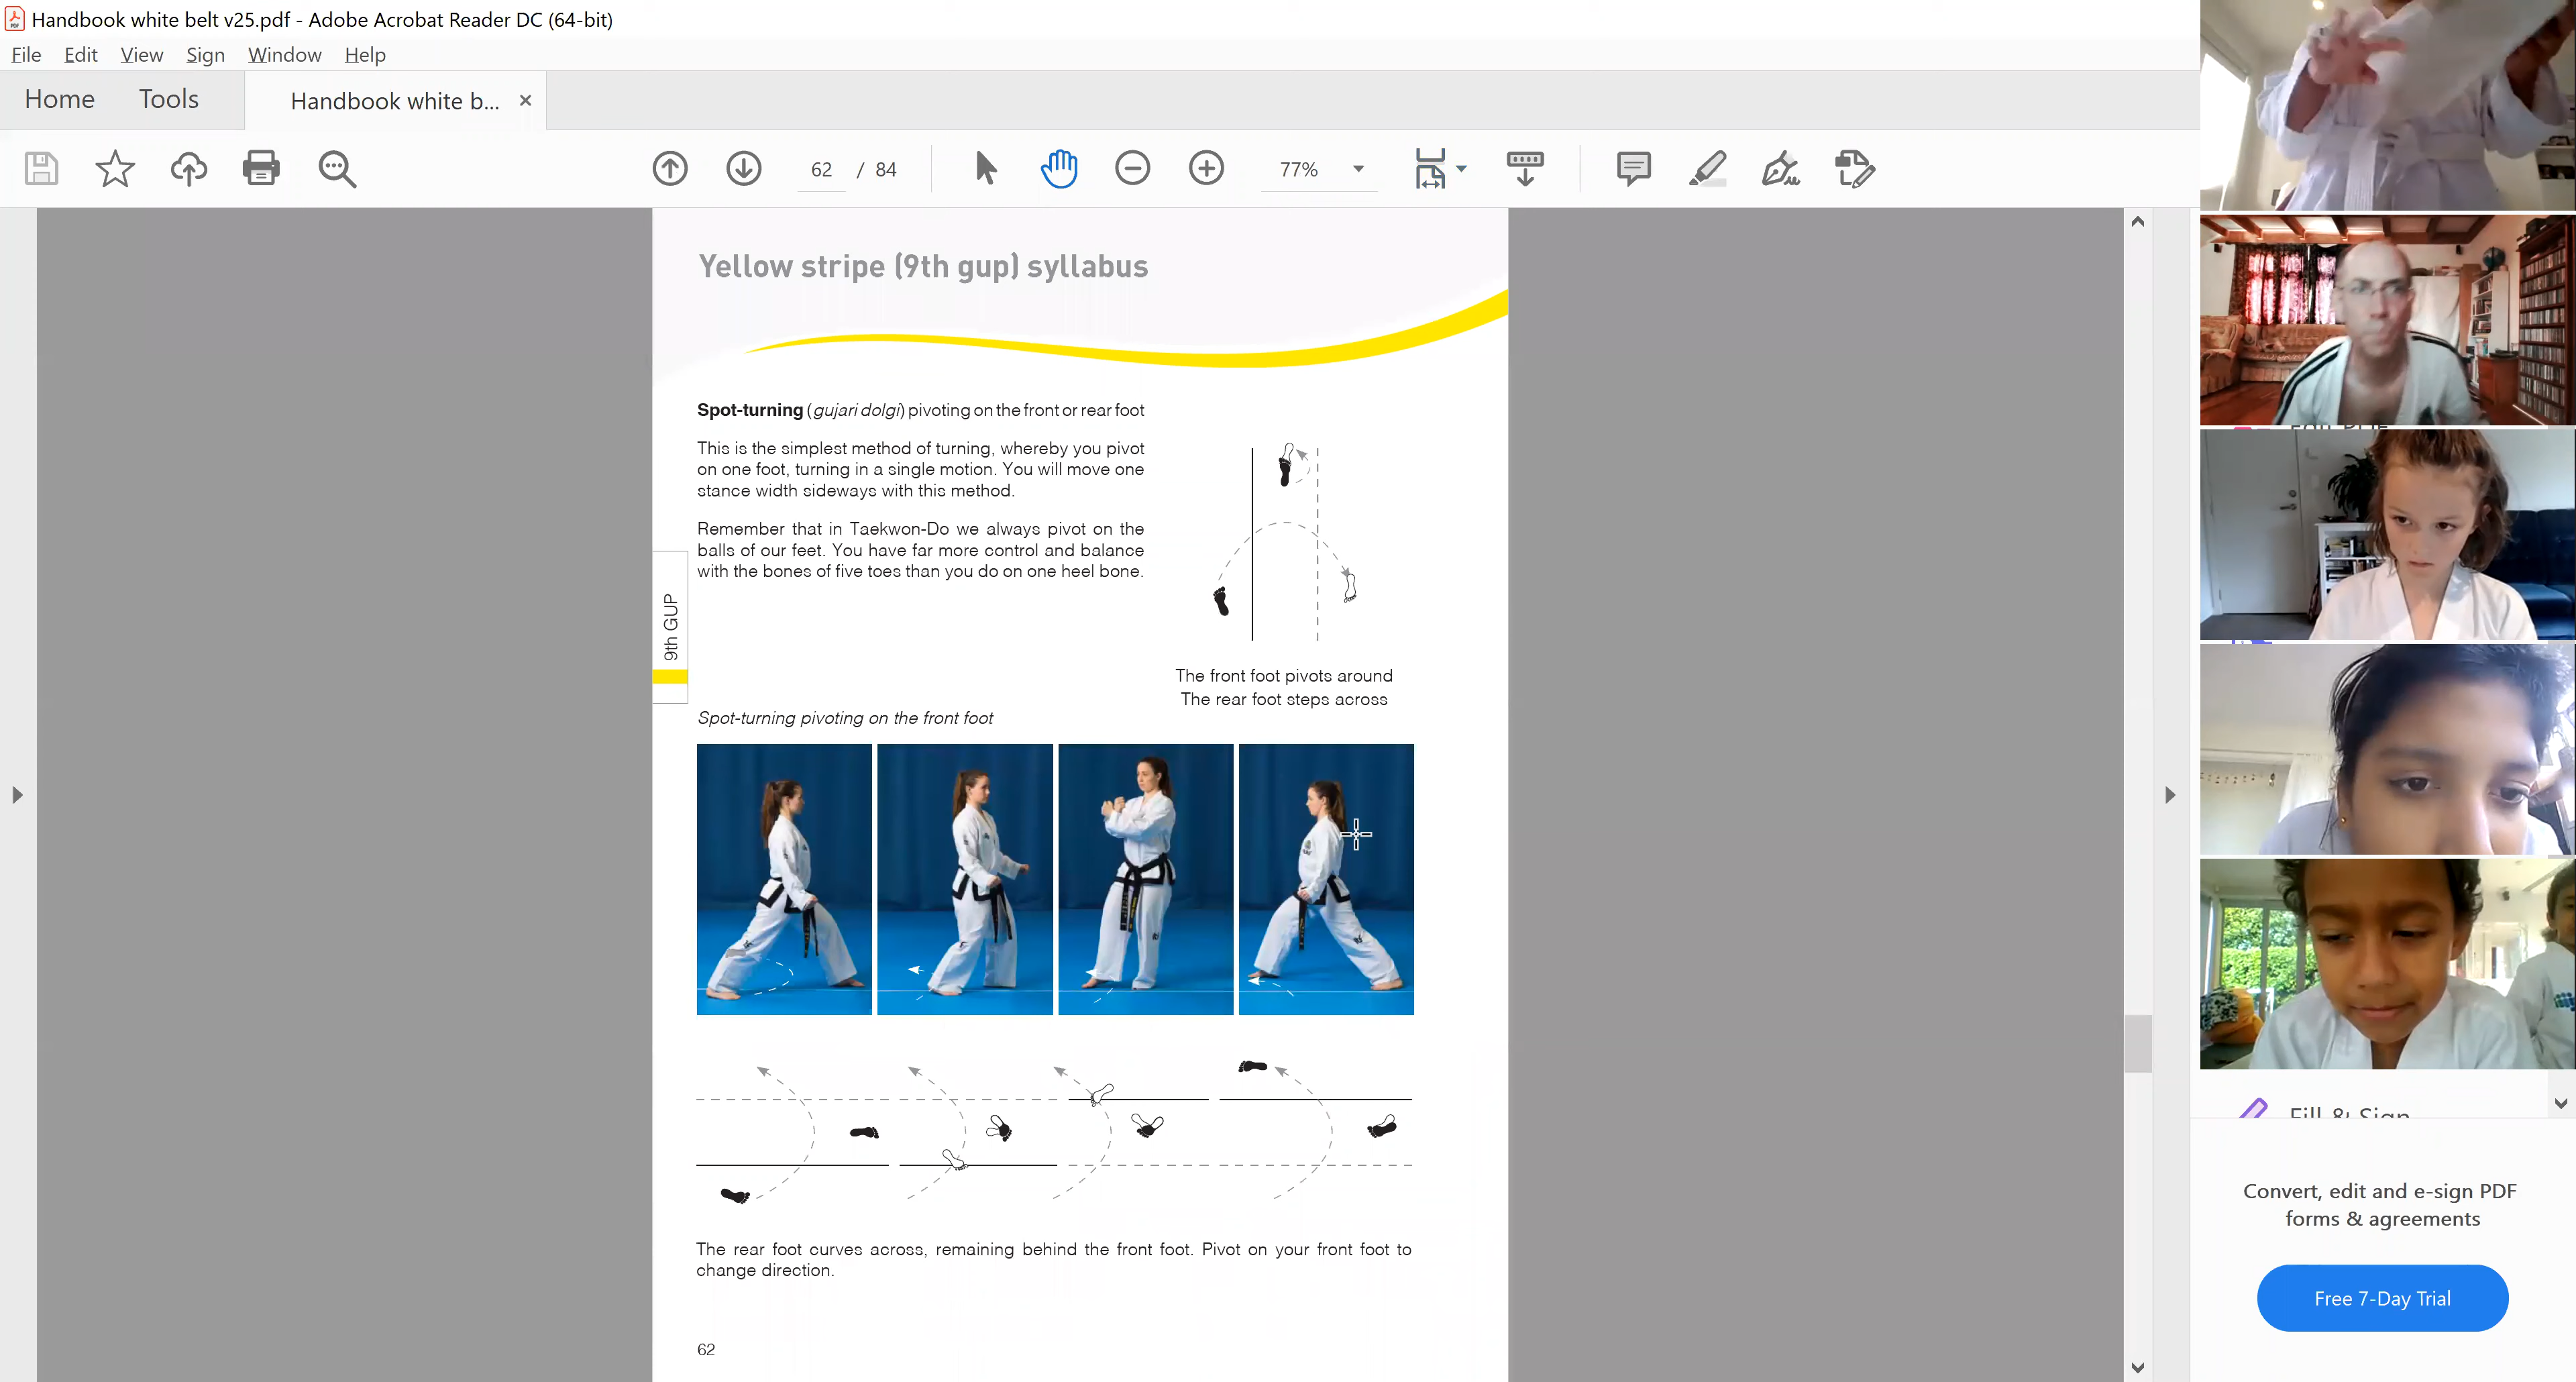 Handbook white belt v25.pdf - Adobe Acrobat Reader DC (64-bit)
File Edit View Sign Window Help
Home Tools Handbook white b... ×
62 / 84 77%
Yellow stripe (9th gup) syllabus
Spot-turning (gujari dolgi) pivoting on the front or rear foot
This is the simplest method of turning, whereby you pivot
on one foot, turning in a single motion. You will move one
stance width sideways with this method.
Remember that in Taekwon-Do we always pivot on the
balls of our feet. You have far more control and balance
with the bones of five toes than you do on one heel bone.
9th GUP
The front foot pivots around
The rear foot steps across
Spot-turning pivoting on the front foot
The rear foot curves across, remaining behind the front foot. Pivot on your front foot to
change direction.
62
Fill & Sign
Convert, edit and e-sign PDF
forms & agreements
Free 7-Day Trial